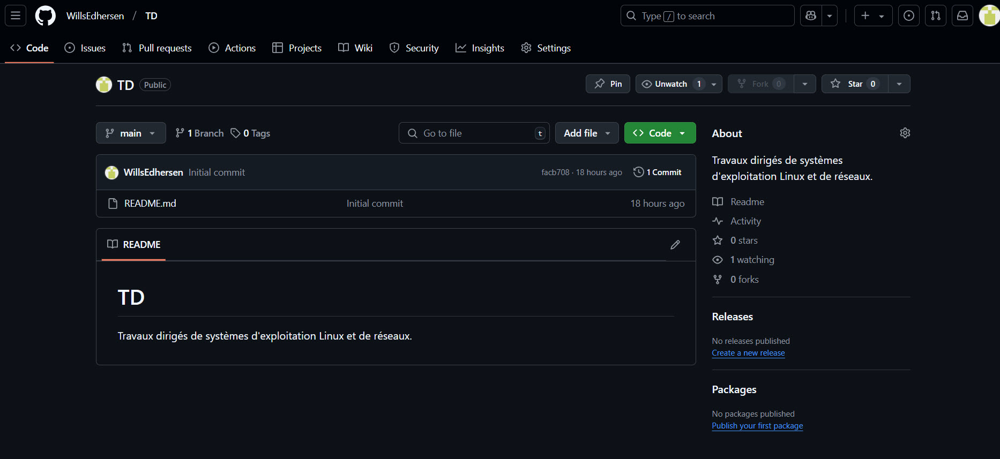 WillsEdhersen / TD
Type / to search
Code
Issues
Pull requests
Actions
Projects
Wiki
Security
Insights
Settings
TD Public
Pin
Unwatch 1
Fork 0
Star 0
main
1 Branch
0 Tags
Go to file t
Add file
Code
WillsEdhersen Initial commit facb708 · 18 hours ago 1 Commit
README.md Initial commit 18 hours ago
README
TD
Travaux dirigés de systèmes d'exploitation Linux et de réseaux.
About
Travaux dirigés de systèmes
d'exploitation Linux et de réseaux.
Readme
Activity
0 stars
1 watching
0 forks
Releases
No releases published
Create a new release
Packages
No packages published
Publish your first package